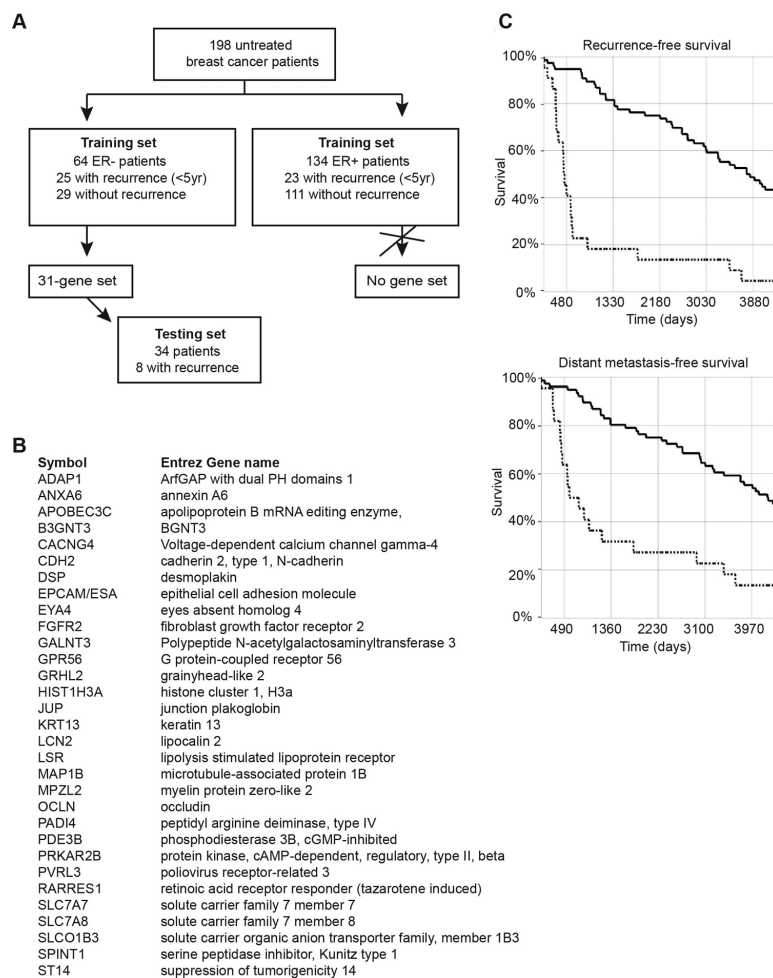 A
198 untreated
breast cancer patients
Training set
64 ER- patients
25 with recurrence (<5yr)
29 without recurrence
Training set
134 ER+ patients
23 with recurrence (<5yr)
111 without recurrence
31-gene set
No gene set
Testing set
34 patients
8 with recurrence
B
Symbol Entrez Gene name
ADAP1 ArfGAP with dual PH domains 1
ANXA6 annexin A6
APOBEC3C apolipoprotein B mRNA editing enzyme,
B3GNT3 BGNT3
CACNG4 Voltage-dependent calcium channel gamma-4
CDH2 cadherin 2, type 1, N-cadherin
DSP desmoplakin
EPCAM/ESA epithelial cell adhesion molecule
EYA4 eyes absent homolog 4
FGFR2 fibroblast growth factor receptor 2
GALNT3 Polypeptide N-acetylgalactosaminyltransferase 3
GPR56 G protein-coupled receptor 56
GRHL2 grainyhead-like 2
HIST1H3A histone cluster 1, H3a
JUP junction plakoglobin
KRT13 keratin 13
LCN2 lipocalin 2
LSR lipolysis stimulated lipoprotein receptor
MAP1B microtubule-associated protein 1B
MPZL2 myelin protein zero-like 2
OCLN occludin
PADI4 peptidyl arginine deiminase, type IV
PDE3B phosphodiesterase 3B, cGMP-inhibited
PRKAR2B protein kinase, cAMP-dependent, regulatory, type II, beta
PVRL3 poliovirus receptor-related 3
RARRES1 retinoic acid receptor responder (tazarotene induced)
SLC7A7 solute carrier family 7 member 7
SLC7A8 solute carrier family 7 member 8
SLCO1B3 solute carrier organic anion transporter family, member 1B3
SPINT1 serine peptidase inhibitor, Kunitz type 1
ST14 suppression of tumorigenicity 14
C
Recurrence-free survival
100%
80%
60%
40%
20%
0%
Survival
480 1330 2180 3030 3880
Time (days)
Distant metastasis-free survival
100%
80%
60%
40%
20%
0%
Survival
490 1360 2230 3100 3970
Time (days)